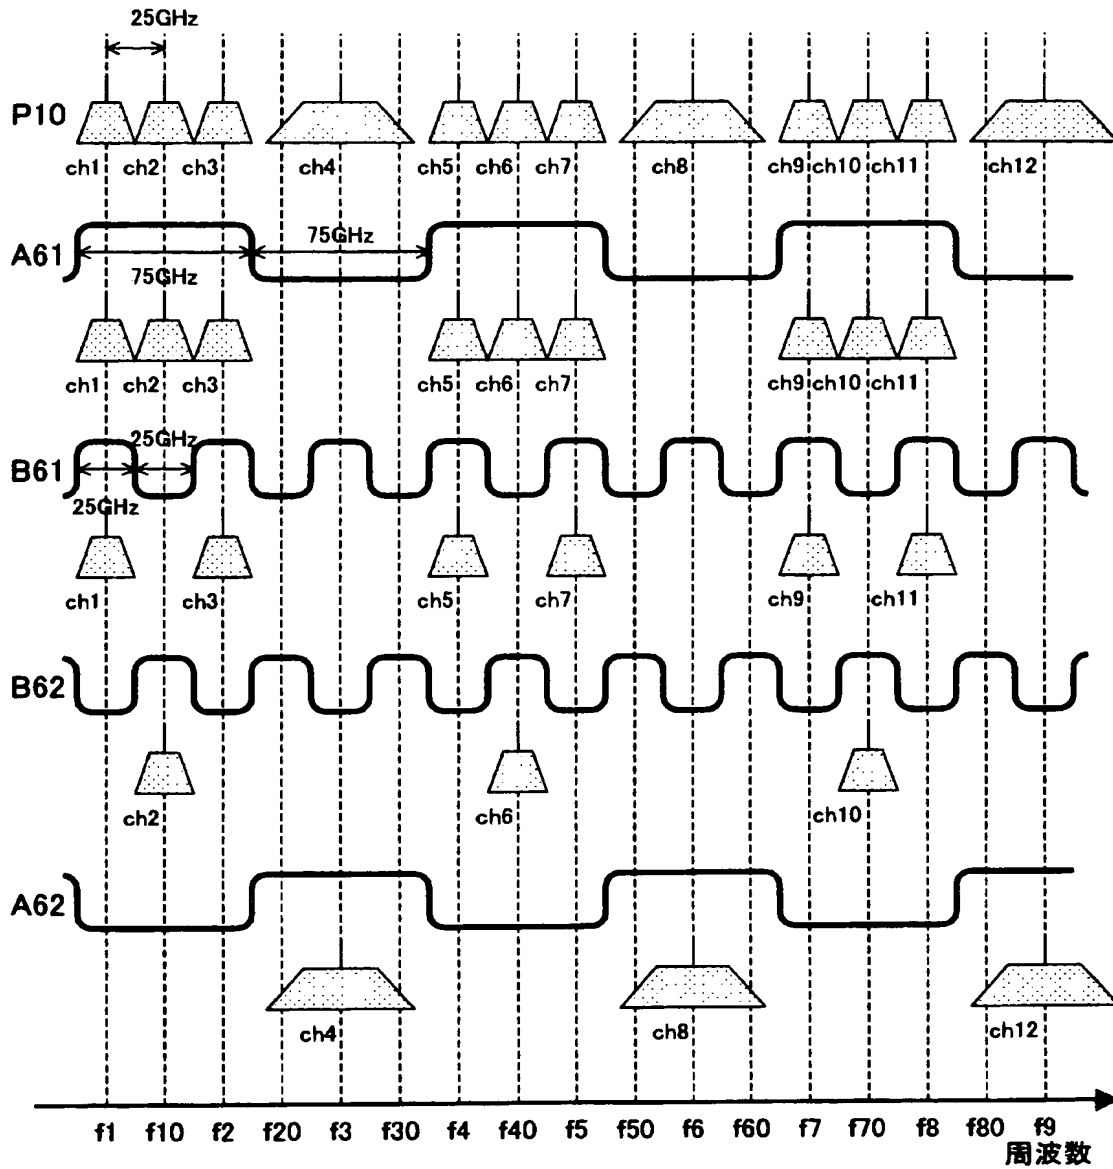 25GHz
P10
ch1 ch2 ch3 ch4 ch5 ch6 ch7 ch8 ch9 ch10 ch11 ch12
A61
75GHz
75GHz
ch1 ch2 ch3 ch5 ch6 ch7 ch9 ch10 ch11
B61
25GHz
25GHz
ch1 ch3 ch5 ch7 ch9 ch11
B62
ch2 ch6 ch10
A62
ch4 ch8 ch12
f1 f10 f2 f20 f3 f30 f4 f40 f5 f50 f6 f60 f7 f70 f8 f80 f9
周波数